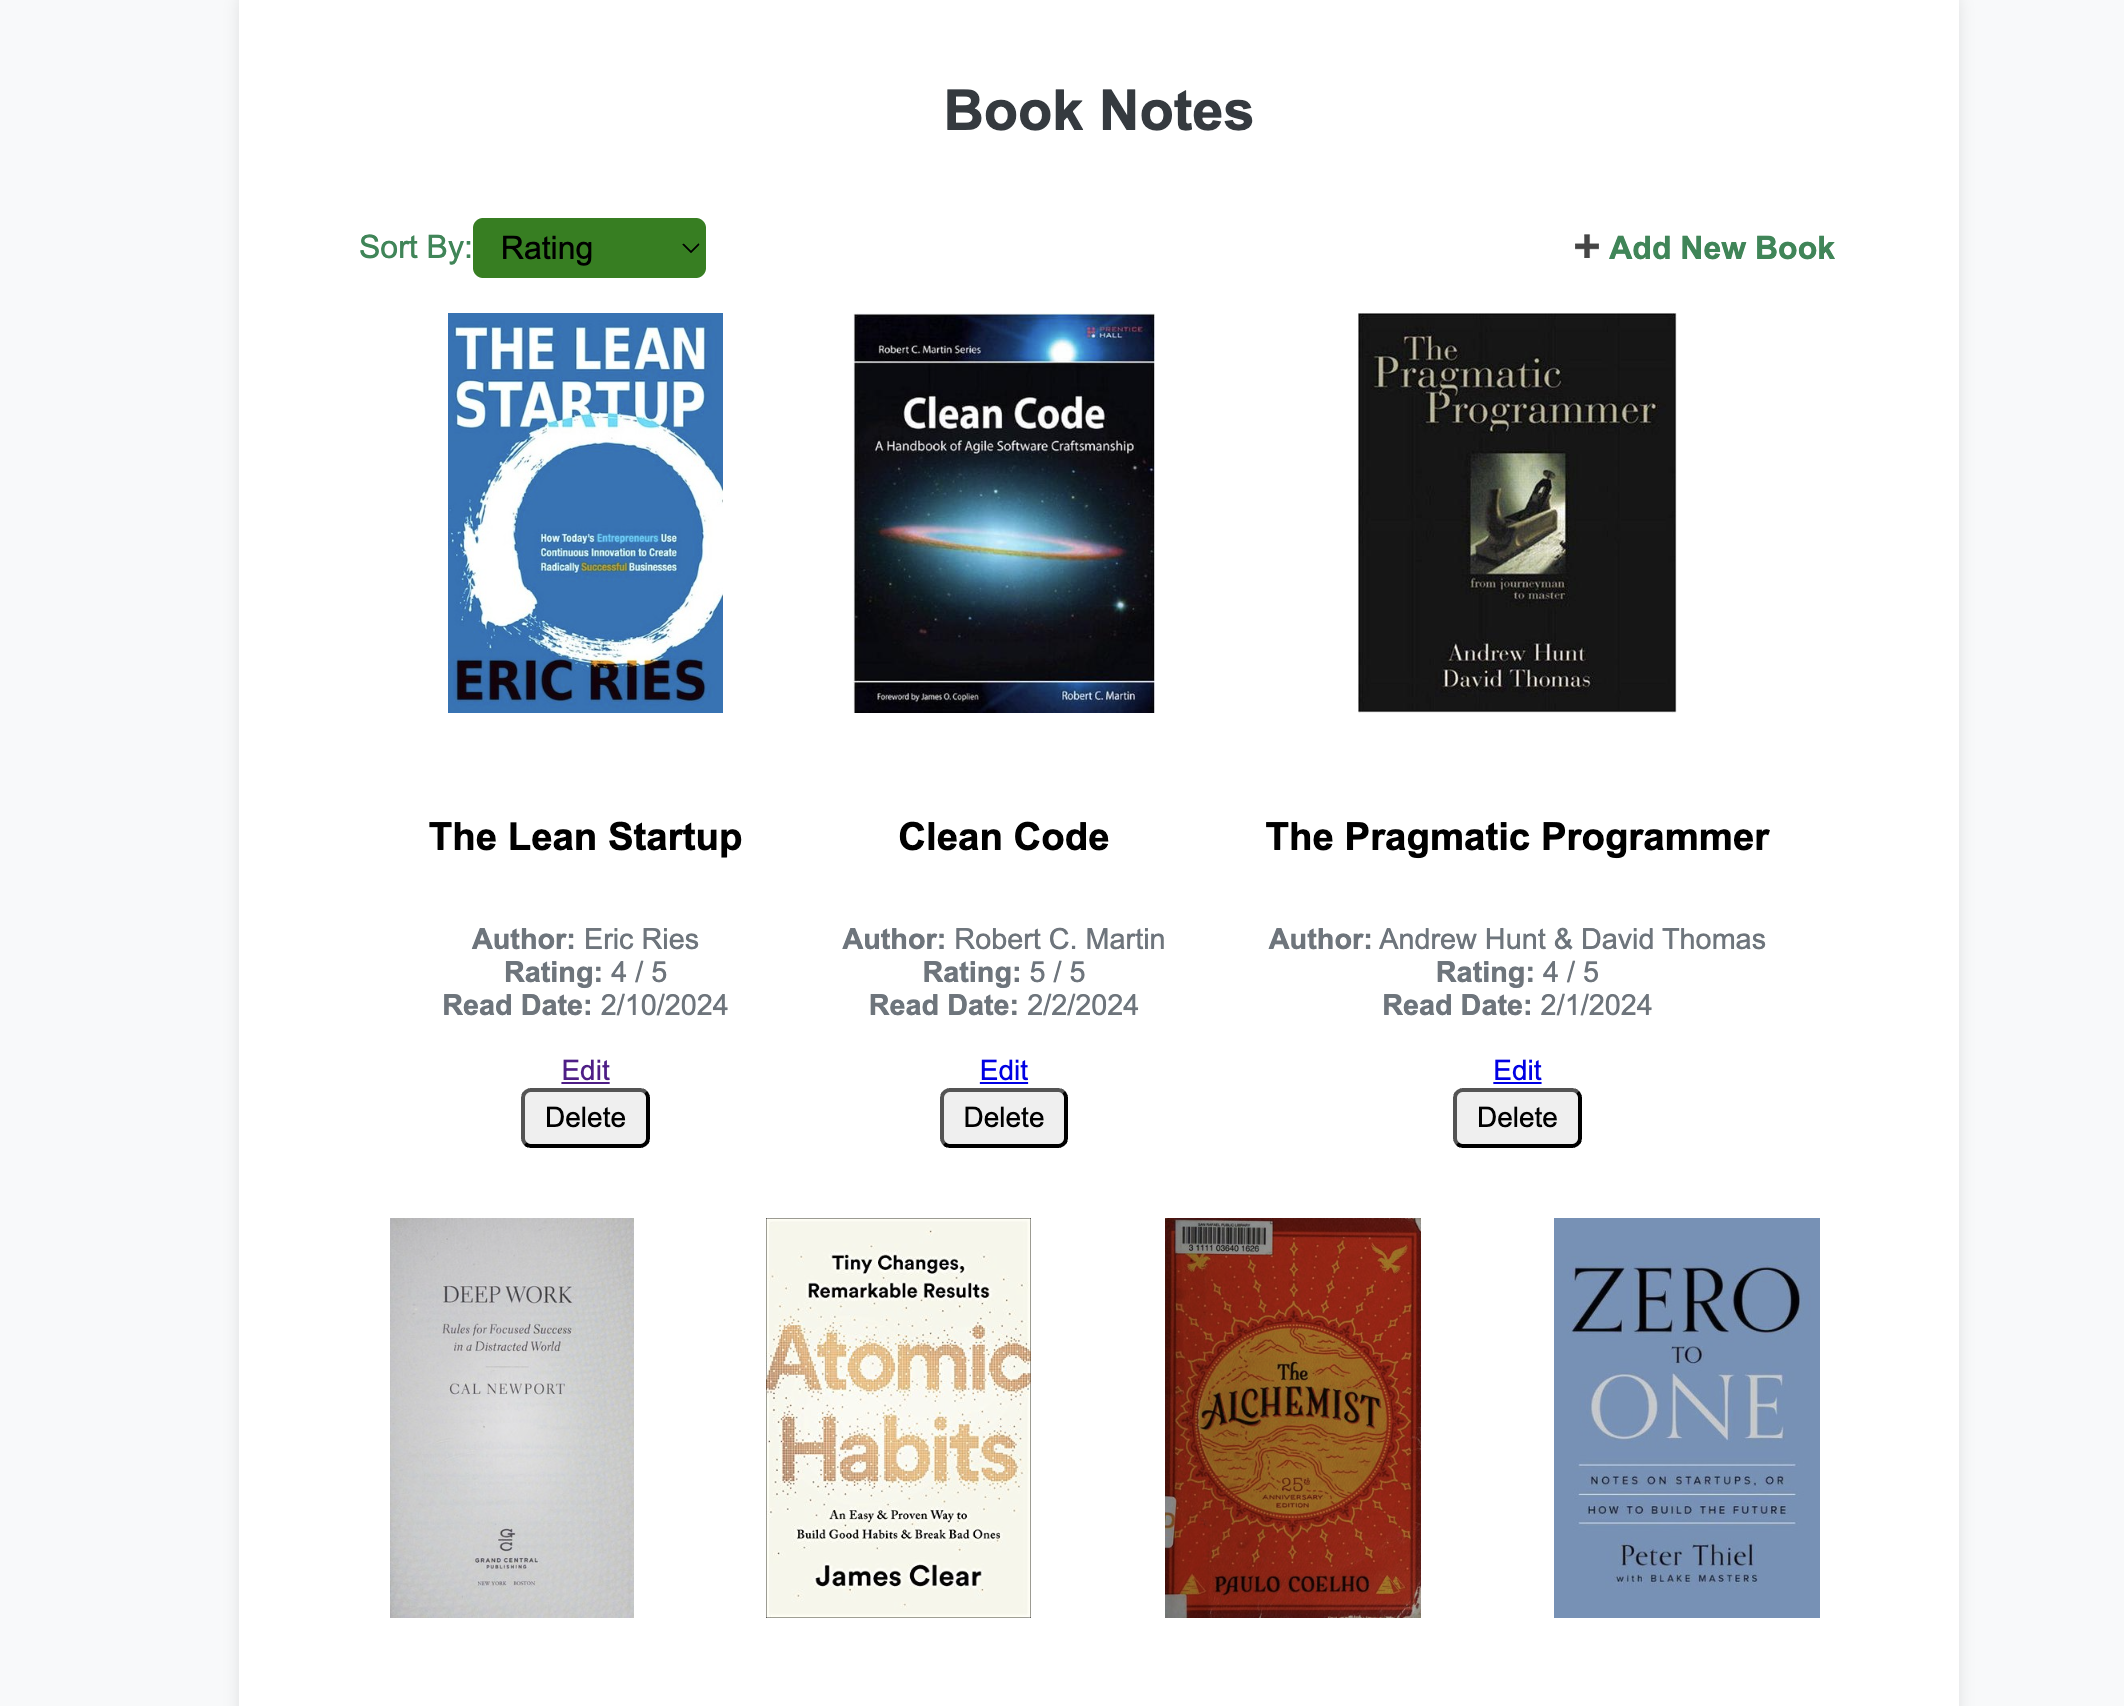 Book Notes
Sort By: Rating
+ Add New Book
THE LEAN
STARTUP
How Today's Entrepreneurs Use
Continuous Innovation to Create
Radically Successful Businesses
ERIC RIES
PRENTICE
HALL
Robert C. Martin Series
Clean Code
A Handbook of Agile Software Craftsmanship
Foreword by James O. Coplien
Robert C. Martin
The
Pragmatic
Programmer
from journeyman
to master
Andrew Hunt
David Thomas
The Lean Startup
Author: Eric Ries
Rating: 4 / 5
Read Date: 2/10/2024
Edit
Delete
Clean Code
Author: Robert C. Martin
Rating: 5 / 5
Read Date: 2/2/2024
Edit
Delete
The Pragmatic Programmer
Author: Andrew Hunt & David Thomas
Rating: 4 / 5
Read Date: 2/1/2024
Edit
Delete
DEEP WORK
Rules for Focused Success
in a Distracted World
CAL NEWPORT
GRAND CENTRAL
PUBLISHING
NEW YORK BOSTON
Tiny Changes,
Remarkable Results
Atomic
Habits
An Easy & Proven Way to
Build Good Habits & Break Bad Ones
James Clear
SAN RAFAEL PUBLIC LIBRARY
3 1111 03640 1626
The
ALCHEMIST
25th
ANNIVERSARY
EDITION
PAULO COELHO
ZERO
TO
ONE
NOTES ON STARTUPS, OR
HOW TO BUILD THE FUTURE
Peter Thiel
with BLAKE MASTERS